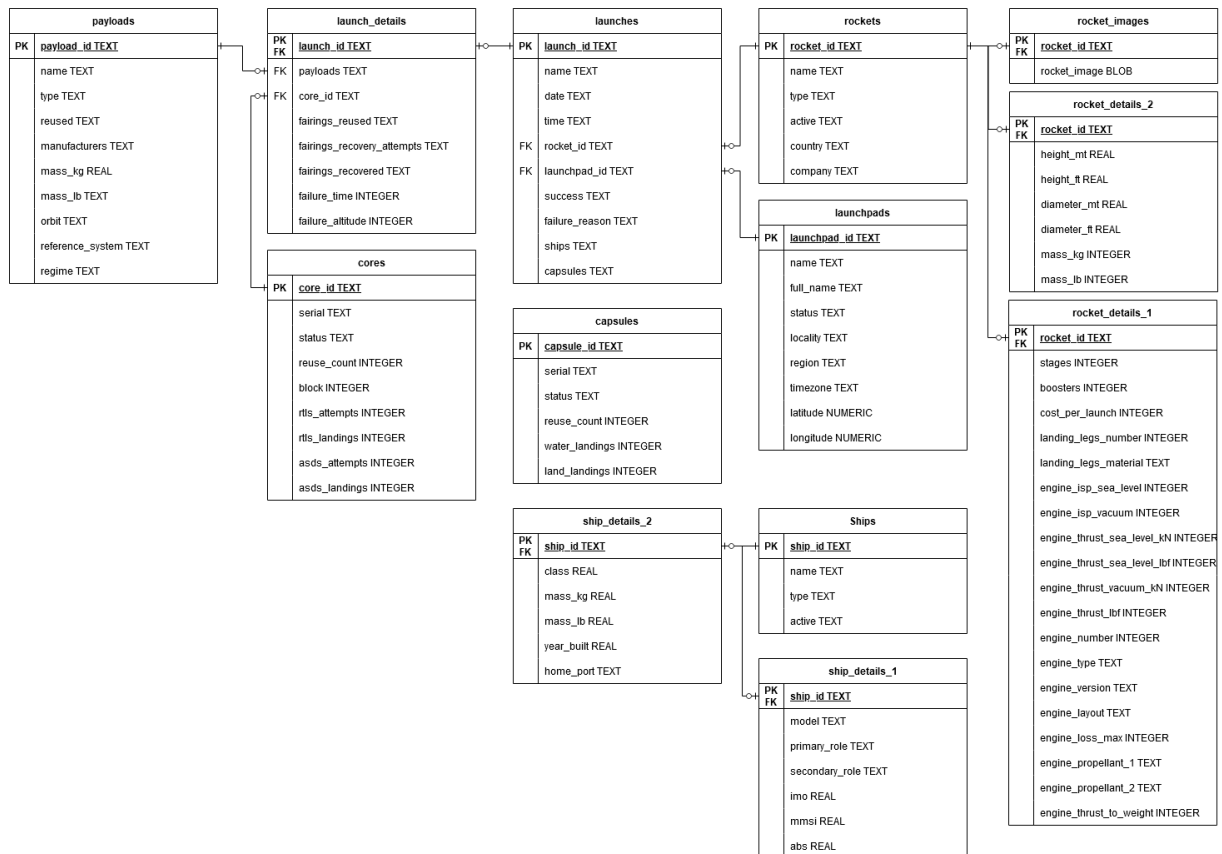 payloads
PK payload_id TEXT
name TEXT
type TEXT
reused TEXT
manufacturers TEXT
mass_kg REAL
mass_lb TEXT
orbit TEXT
reference_system TEXT
regime TEXT
launch_details
PK
FK
launch_id TEXT
FK payloads TEXT
FK core_id TEXT
fairings_reused TEXT
fairings_recovery_attempts TEXT
fairings_recovered TEXT
failure_time INTEGER
failure_altitude INTEGER
cores
PK core_id TEXT
serial TEXT
status TEXT
reuse_count INTEGER
block INTEGER
rtls_attempts INTEGER
rtls_landings INTEGER
asds_attempts INTEGER
asds_landings INTEGER
launches
PK launch_id TEXT
name TEXT
date TEXT
time TEXT
FK rocket_id TEXT
FK launchpad_id TEXT
success TEXT
failure_reason TEXT
ships TEXT
capsules TEXT
capsules
PK capsule_id TEXT
serial TEXT
status TEXT
reuse_count INTEGER
water_landings INTEGER
land_landings INTEGER
ship_details_2
PK
FK
ship_id TEXT
class REAL
mass_kg REAL
mass_lb REAL
year_built REAL
home_port TEXT
rockets
PK rocket_id TEXT
name TEXT
type TEXT
active TEXT
country TEXT
company TEXT
launchpads
PK launchpad_id TEXT
name TEXT
full_name TEXT
status TEXT
locality TEXT
region TEXT
timezone TEXT
latitude NUMERIC
longitude NUMERIC
Ships
PK ship_id TEXT
name TEXT
type TEXT
active TEXT
ship_details_1
PK
FK
ship_id TEXT
model TEXT
primary_role TEXT
secondary_role TEXT
imo REAL
mmsi REAL
abs REAL
rocket_images
PK
FK
rocket_id TEXT
rocket_image BLOB
rocket_details_2
PK
FK
rocket_id TEXT
height_mt REAL
height_ft REAL
diameter_mt REAL
diameter_ft REAL
mass_kg INTEGER
mass_lb INTEGER
rocket_details_1
PK
FK
rocket_id TEXT
stages INTEGER
boosters INTEGER
cost_per_launch INTEGER
landing_legs_number INTEGER
landing_legs_material TEXT
engine_isp_sea_level INTEGER
engine_isp_vacuum INTEGER
engine_thrust_sea_level_kN INTEGER
engine_thrust_sea_level_lbf INTEGER
engine_thrust_vacuum_kN INTEGER
engine_thrust_lbf INTEGER
engine_number INTEGER
engine_type TEXT
engine_version TEXT
engine_layout TEXT
engine_loss_max INTEGER
engine_propellant_1 TEXT
engine_propellant_2 TEXT
engine_thrust_to_weight INTEGER